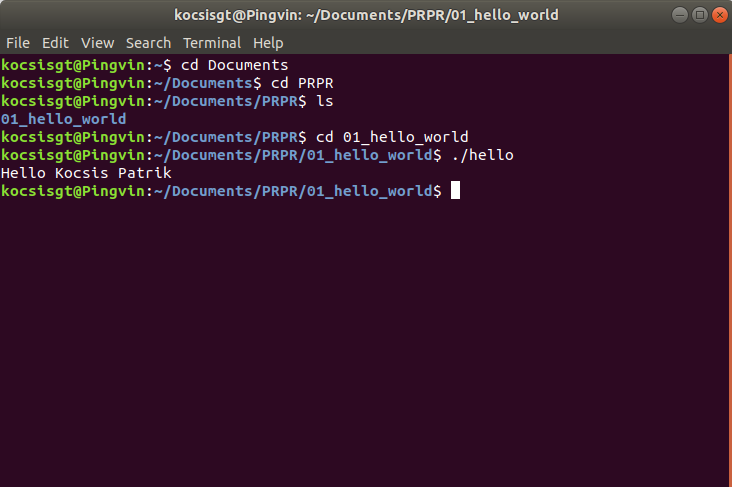 kocsisgt@Pingvin: ~/Documents/PRPR/01_hello_world
File Edit View Search Terminal Help
kocsisgt@Pingvin:~$ cd Documents
kocsisgt@Pingvin:~/Documents$ cd PRPR
kocsisgt@Pingvin:~/Documents/PRPR$ ls
01_hello_world
kocsisgt@Pingvin:~/Documents/PRPR$ cd 01_hello_world
kocsisgt@Pingvin:~/Documents/PRPR/01_hello_world$ ./hello
Hello Kocsis Patrik
kocsisgt@Pingvin:~/Documents/PRPR/01_hello_world$